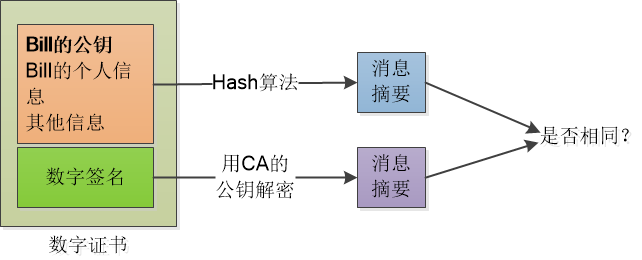 Bill的公钥
Bill的个人信
息
其他信息
Hash算法
消息
摘要
是否相同？
数字签名
用CA的
公钥解密
消息
摘要
数字证书